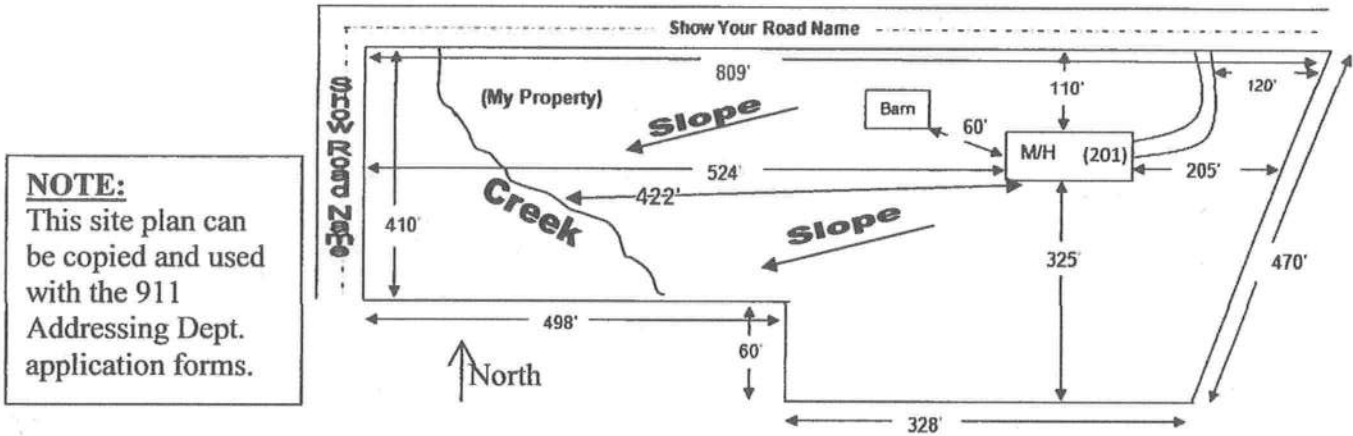 Show Your Road Name
Show Road Name
809'
(My Property)
Slope
110'
120'
Barn
60'
M/H (201)
524'
205'
422'
Creek
Slope
410'
325'
470'
498'
60'
North
328'
NOTE:
This site plan can
be copied and used
with the 911
Addressing Dept.
application forms.